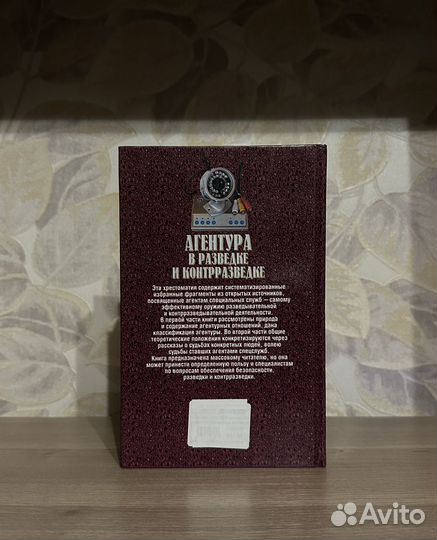 АГЕНТУРА
В РАЗВЕДКЕ
И КОНТРРАЗВЕДКЕ
Эта хрестоматия содержит систематизированные
избранные фрагменты из открытых источников,
посвященные агентам специальных служб — самому
эффективному оружию разведывательной
и контрразведывательной деятельности.
В первой части книги рассмотрены природа
и содержание агентурных отношений, дана
классификация агентуры. Во второй части общие
теоретические положения конкретизируются через
рассказы о судьбах конкретных людей, волею
судьбы ставших агентами спецслужб.
Книга предназначена массовому читателю, но она
может принести определенную пользу и специалистам
по вопросам обеспечения безопасности,
разведки и контрразведки.
Avito